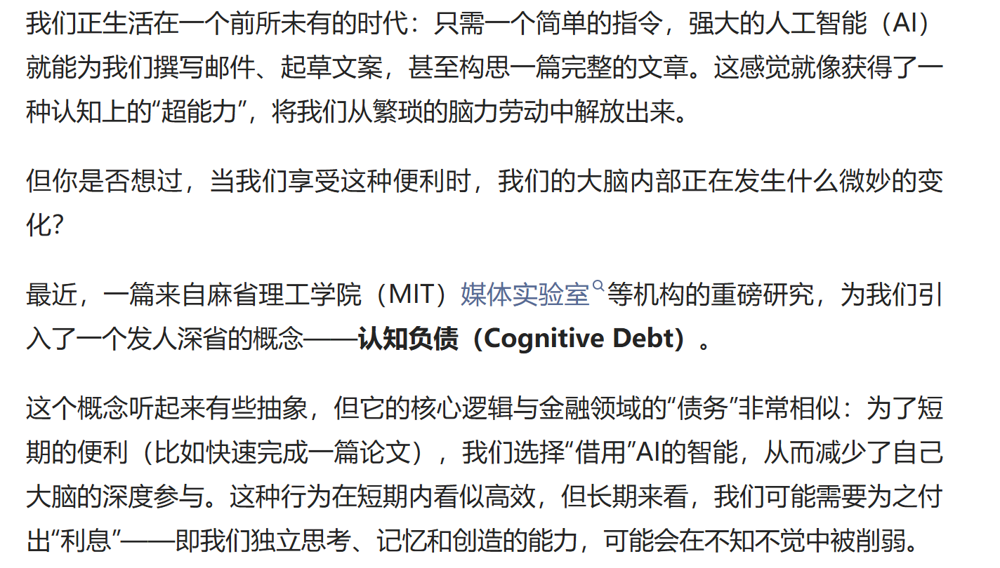 我们正生活在一个前所未有的时代：只需一个简单的指令，强大的人工智能（AI）
就能为我们撰写邮件、起草文案，甚至构思一篇完整的文章。这感觉就像获得了一
种认知上的“超能力”，将我们从繁琐的脑力劳动中解放出来。
但你是否想过，当我们享受这种便利时，我们的大脑内部正在发生什么微妙的变
化？
最近，一篇来自麻省理工学院（MIT）媒体实验室等机构的重磅研究，为我们引
入了一个发人深省的概念——认知负债（Cognitive Debt）。
这个概念听起来有些抽象，但它的核心逻辑与金融领域的“债务”非常相似：为了短
期的便利（比如快速完成一篇论文），我们选择“借用”AI的智能，从而减少了自己
大脑的深度参与。这种行为在短期内看似高效，但长期来看，我们可能需要为之付
出“利息”——即我们独立思考、记忆和创造的能力，可能会在不知不觉中被削弱。